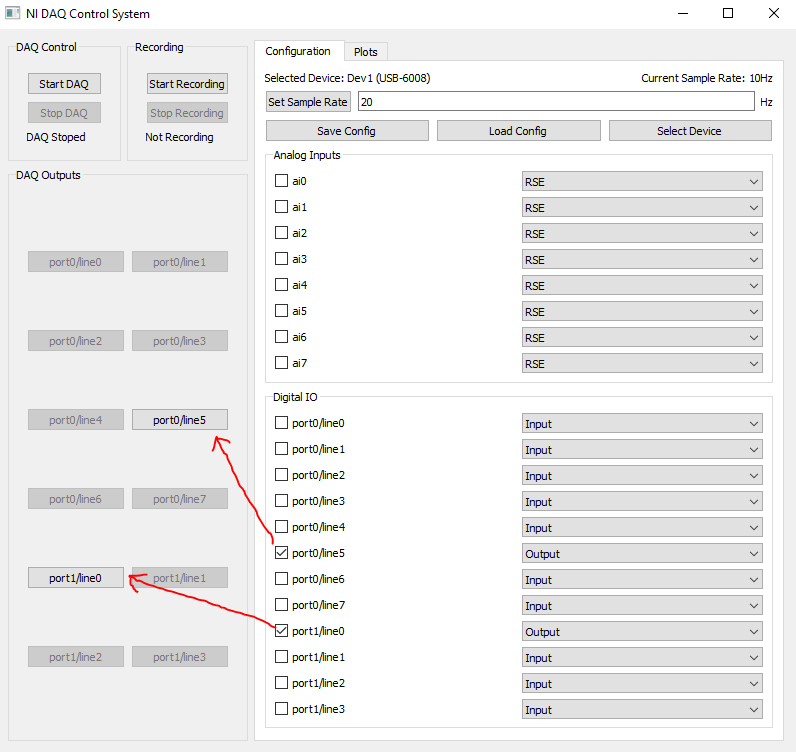 NI DAQ Control System
DAQ Control
Start DAQ
Stop DAQ
DAQ Stoped
Recording
Start Recording
Stop Recording
Not Recording
DAQ Outputs
port0/line0 port0/line1
port0/line2 port0/line3
port0/line4 port0/line5
port0/line6 port0/line7
port1/line0 port1/line1
port1/line2 port1/line3
Configuration Plots
Selected Device: Dev1 (USB-6008) Current Sample Rate: 10Hz
Set Sample Rate 20 Hz
Save Config Load Config Select Device
Analog Inputs
ai0 RSE
ai1 RSE
ai2 RSE
ai3 RSE
ai4 RSE
ai5 RSE
ai6 RSE
ai7 RSE
Digital IO
port0/line0 Input
port0/line1 Input
port0/line2 Input
port0/line3 Input
port0/line4 Input
port0/line5 Output
port0/line6 Input
port0/line7 Input
port1/line0 Output
port1/line1 Input
port1/line2 Input
port1/line3 Input